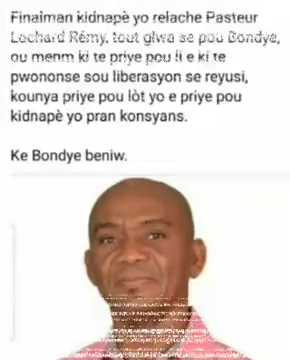 Finalman kidnapè yo relache Pasteur
Lochard Rémy, tout glwa se pou Bondye,
ou menm ki te priye pou li e ki te
pwononse sou liberasyon se reyusi,
kounya priye pou lòt yo e priye pou
kidnapè yo pran konsyans.
Ke Bondye beniw.